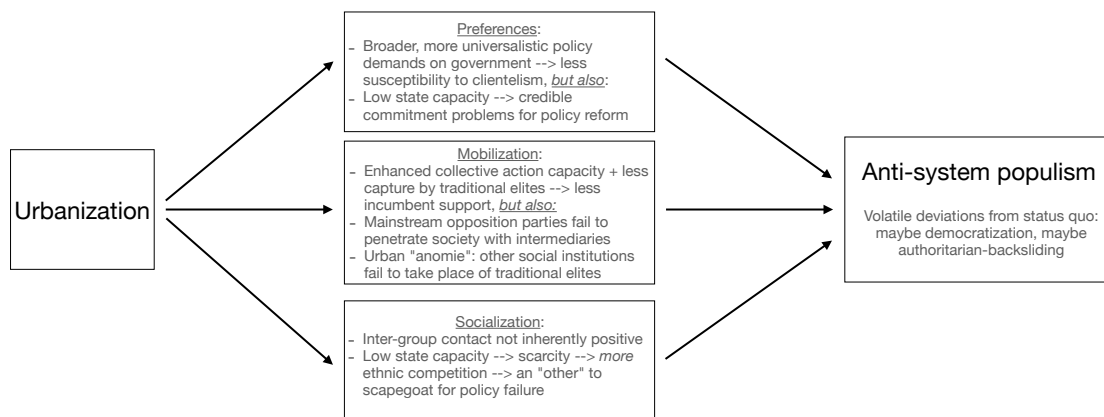 Urbanization
Preferences:
- Broader, more universalistic policy
demands on government --> less
susceptibility to clientelism, but also:
- Low state capacity --> credible
commitment problems for policy reform
Mobilization:
- Enhanced collective action capacity + less
capture by traditional elites --> less
incumbent support, but also:
- Mainstream opposition parties fail to
penetrate society with intermediaries
- Urban "anomie": other social institutions
fail to take place of traditional elites
Socialization:
- Inter-group contact not inherently positive
- Low state capacity --> scarcity --> more
ethnic competition --> an "other" to
scapegoat for policy failure
Anti-system populism
Volatile deviations from status quo:
maybe democratization, maybe
authoritarian-backsliding